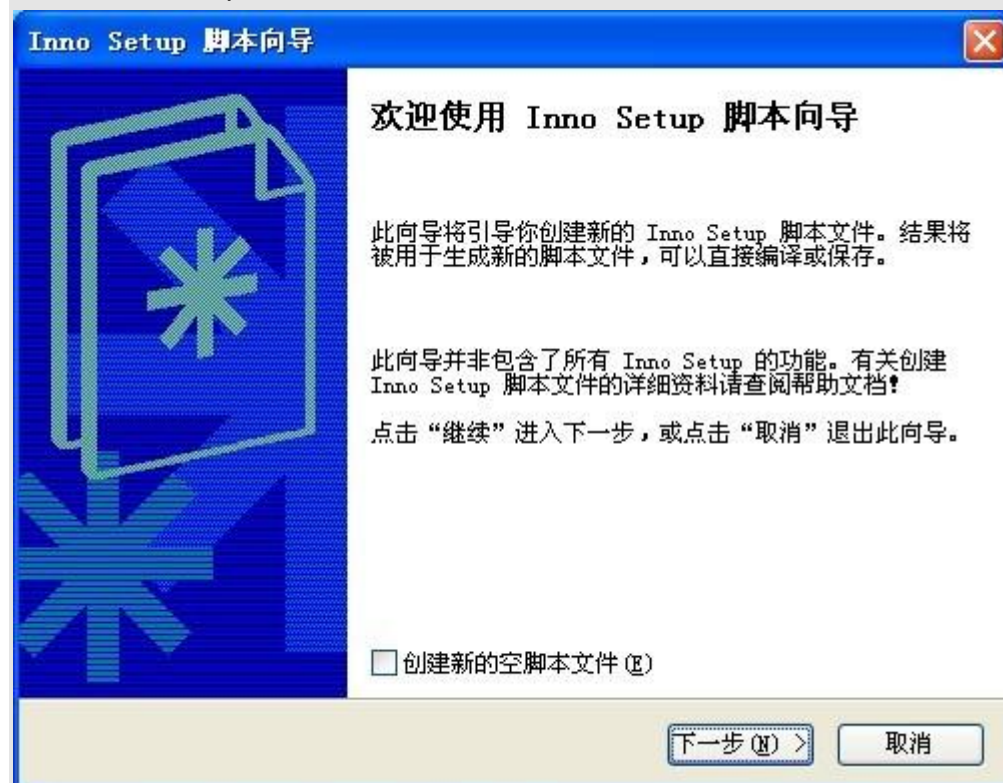 Inno Setup 脚本向导
欢迎使用 Inno Setup 脚本向导
此向导将引导你创建新的 Inno Setup 脚本文件。结果将
被用于生成新的脚本文件，可以直接编译或保存。
此向导并非包含了所有 Inno Setup 的功能。有关创建
Inno Setup 脚本文件的详细资料请查阅帮助文档！
点击“继续”进入下一步，或点击“取消”退出此向导。
创建新的空脚本文件(E)
下一步(N) >
取消